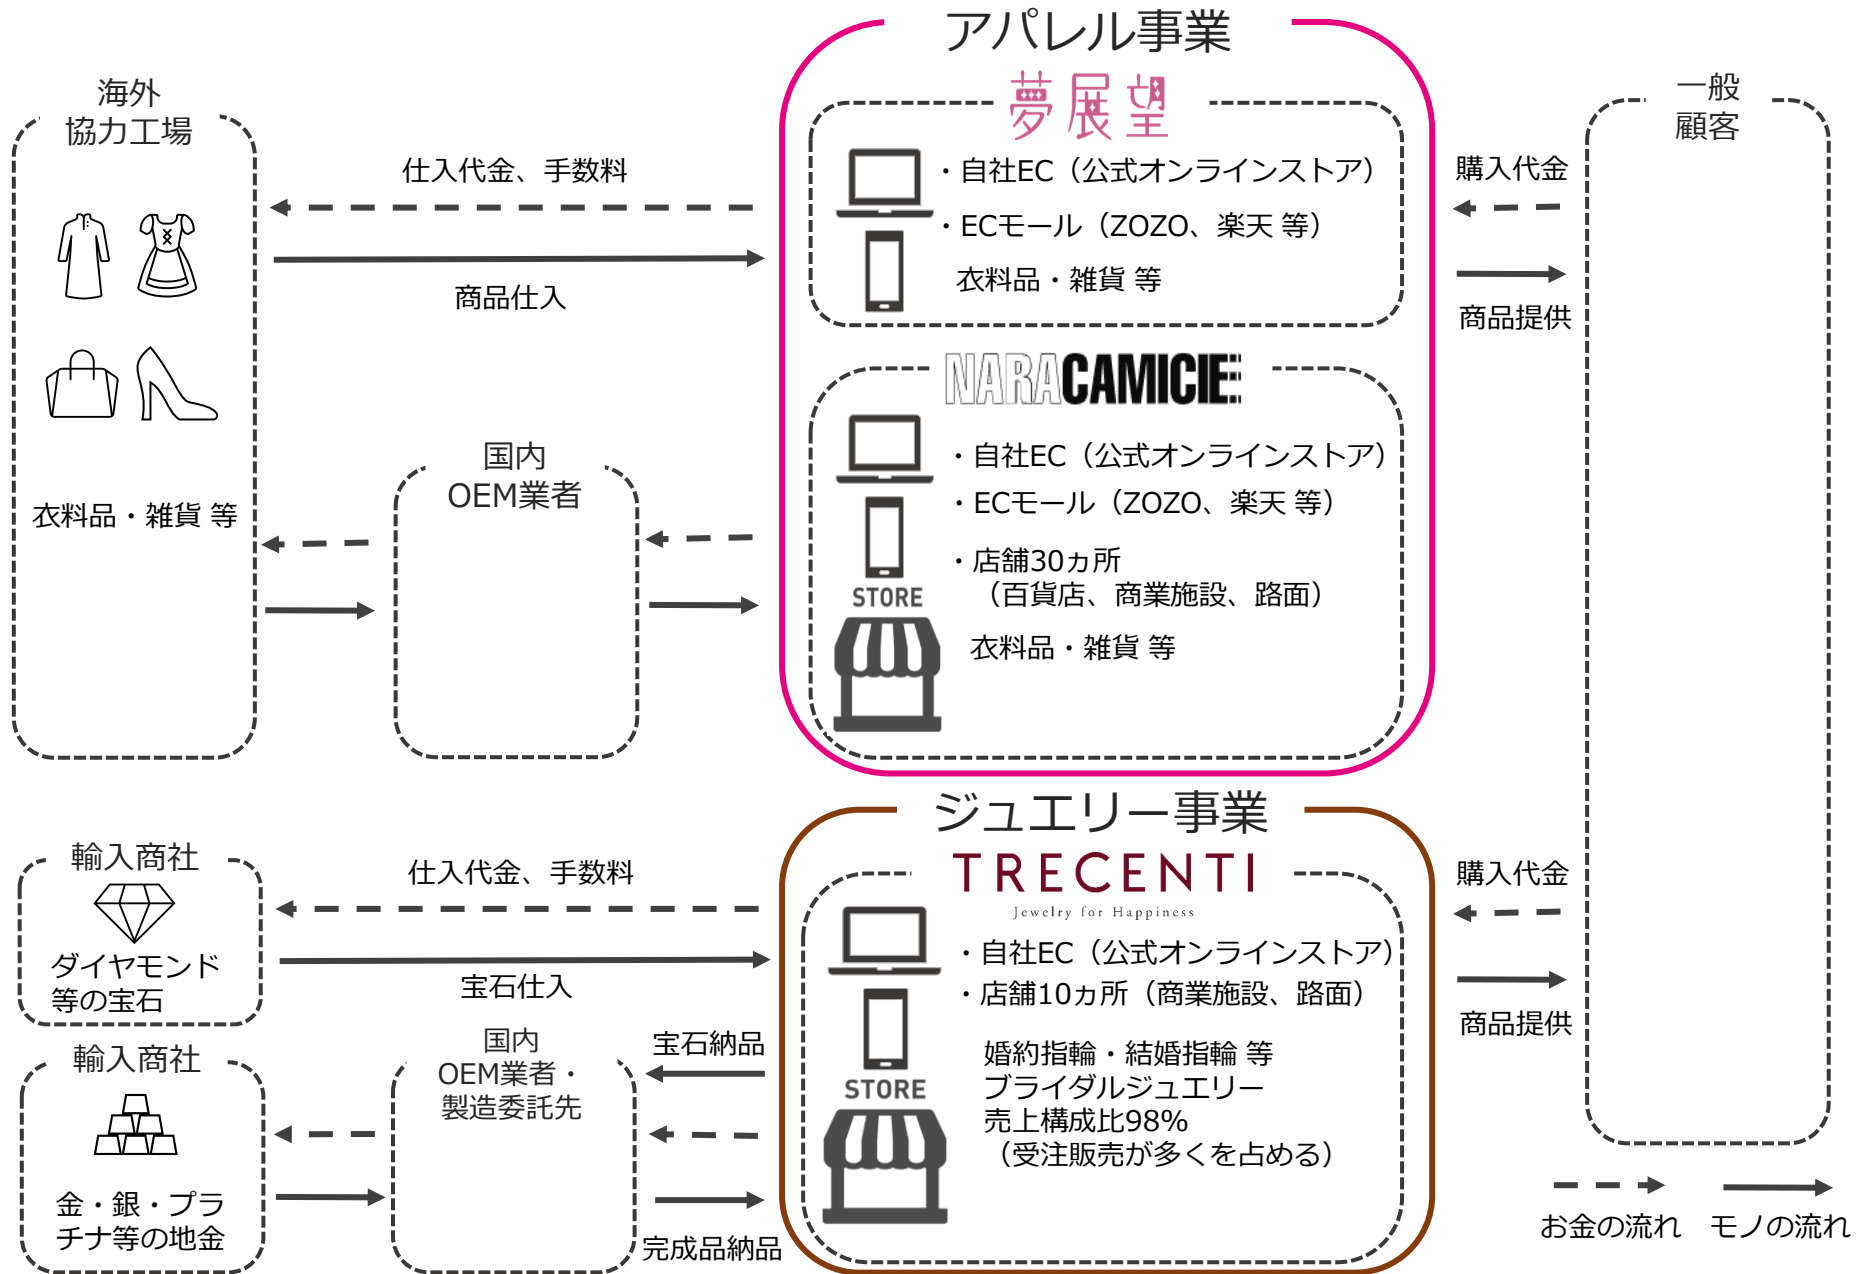 アパレル事業
海外
協力工場
衣料品・雑貨 等
仕入代金、手数料
商品仕入
国内
OEM業者
夢展望
・自社EC（公式オンラインストア）
・ECモール（ZOZO、楽天 等）
衣料品・雑貨 等
NARACAMICIE
・自社EC（公式オンラインストア）
・ECモール（ZOZO、楽天 等）
・店舗30ヵ所
（百貨店、商業施設、路面）
STORE
衣料品・雑貨 等
購入代金
商品提供
一般
顧客
ジュエリー事業
輸入商社
ダイヤモンド
等の宝石
仕入代金、手数料
宝石仕入
輸入商社
金・銀・プラ
チナ等の地金
国内
OEM業者・
製造委託先
宝石納品
完成品納品
TRECENTI
Jewelry for Happiness
・自社EC（公式オンラインストア）
・店舗10ヵ所（商業施設、路面）
STORE
婚約指輪・結婚指輪 等
ブライダルジュエリー
売上構成比98%
（受注販売が多くを占める）
購入代金
商品提供
お金の流れ
モノの流れ